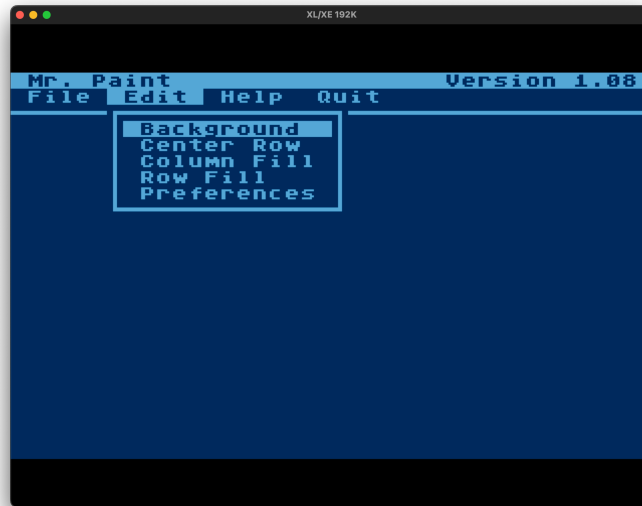 XL/XE 192K
Mr. Paint Version 1.08
File Edit Help Quit
Background
Center Row
Column Fill
Row Fill
Preferences